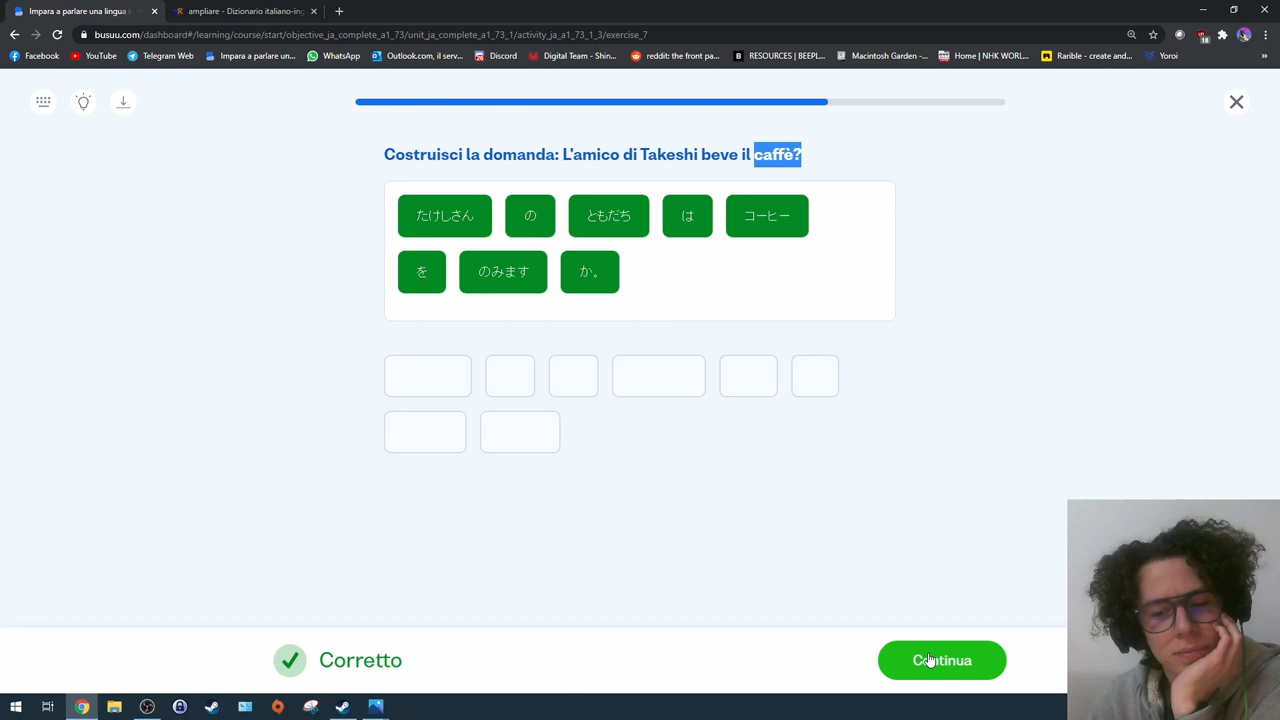 Impara a parlare una lingua
ampliare - Dizionario italiano-ing
busuu.com/dashboard#/learning/course/start/objective_ja_complete_a1_73/unit_ja_complete_a1_73_1/activity_ja_a1_73_1_3/exercise_7
Facebook YouTube Telegram Web Impara a parlare un... WhatsApp Outlook.com, il serv... Discord Digital Team - Shin... reddit: the front pa... RESOURCES | BEEPL... Macintosh Garden -... Home | NHK WORL... Rarible - create and... Yoroi »
18
Costruisci la domanda: L'amico di Takeshi beve il caffè?
たけしさん の ともだち は コーヒー
を のみます か。
Corretto
Continua